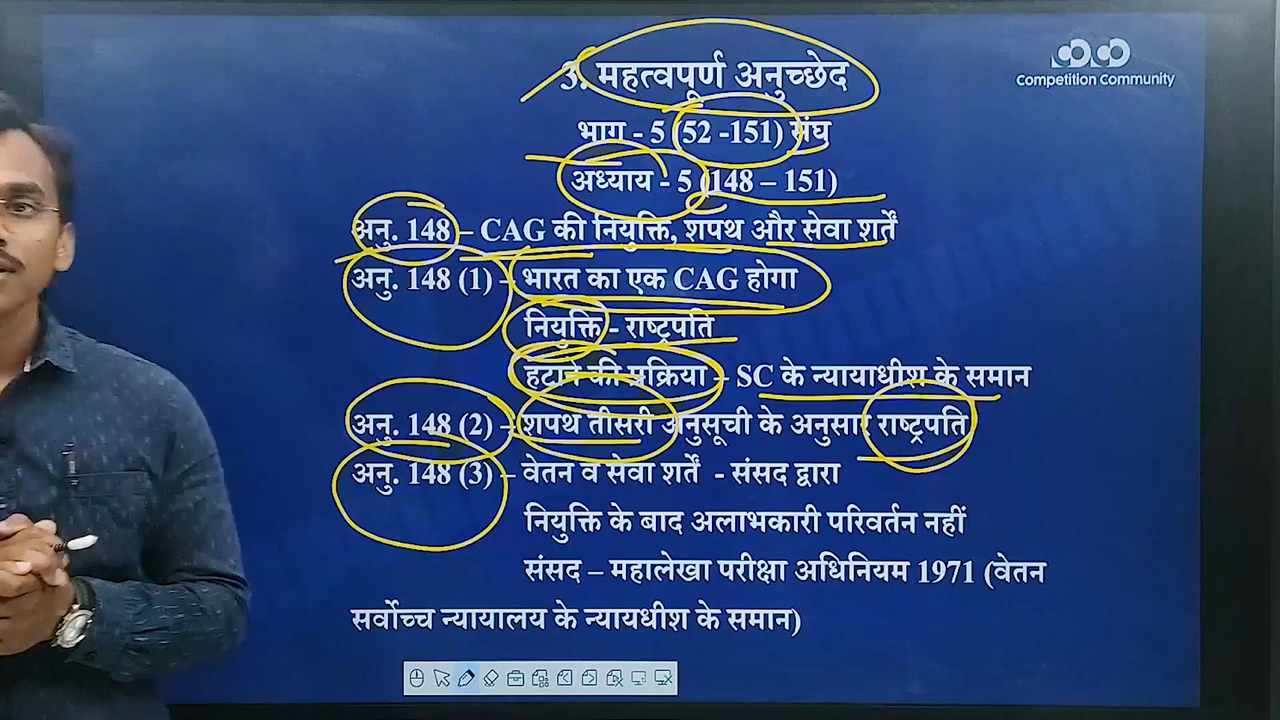 3. महत्वपूर्ण अनुच्छेद
Competition Community
भाग - 5 (52 -151) संघ
अध्याय - 5 (148 – 151)
अनु. 148 – CAG की नियुक्ति, शपथ और सेवा शर्तें
अनु. 148 (1) – भारत का एक CAG होगा
नियुक्ति - राष्ट्रपति
हटाने की प्रक्रिया – SC के न्यायाधीश के समान
अनु. 148 (2) – शपथ तीसरी अनुसूची के अनुसार राष्ट्रपति
अनु. 148 (3) – वेतन व सेवा शर्तें - संसद द्वारा
नियुक्ति के बाद अलाभकारी परिवर्तन नहीं
संसद – महालेखा परीक्षा अधिनियम 1971 (वेतन
सर्वोच्च न्यायालय के न्यायधीश के समान)